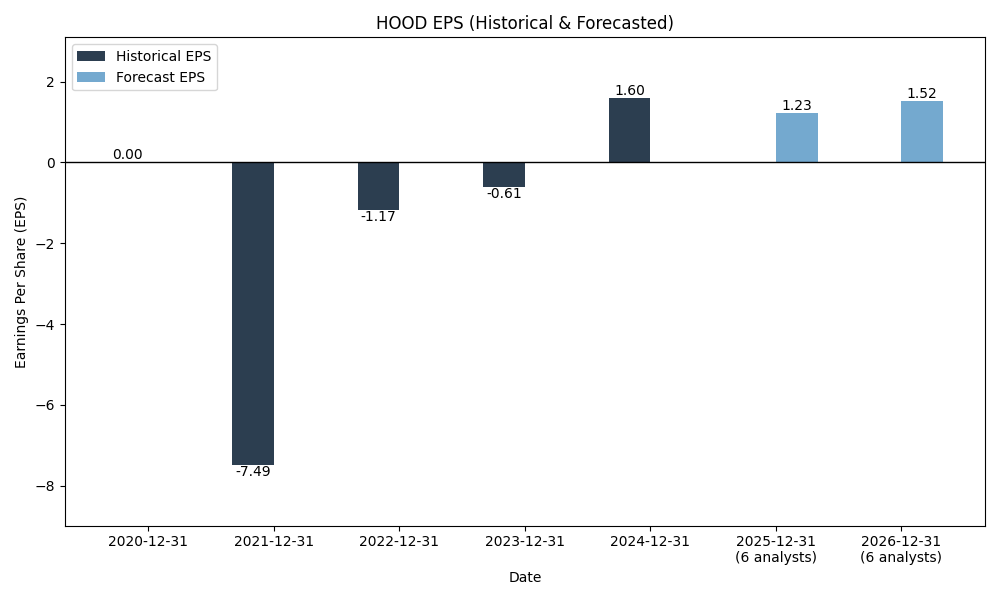 HOOD EPS (Historical & Forecasted)
Historical EPS
Forecast EPS
Earnings Per Share (EPS)
2
0
−2
−4
−6
−8
0.00
-7.49
-1.17
-0.61
1.60
1.23
1.52
2020-12-31
2021-12-31
2022-12-31
2023-12-31
2024-12-31
2025-12-31
(6 analysts)
2026-12-31
(6 analysts)
Date